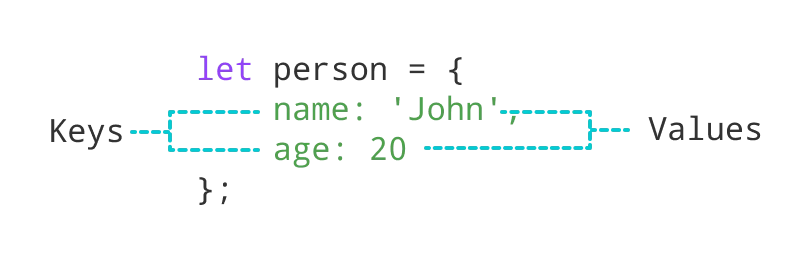 let person = {
name: 'John',
Keys
Values
age: 20
};